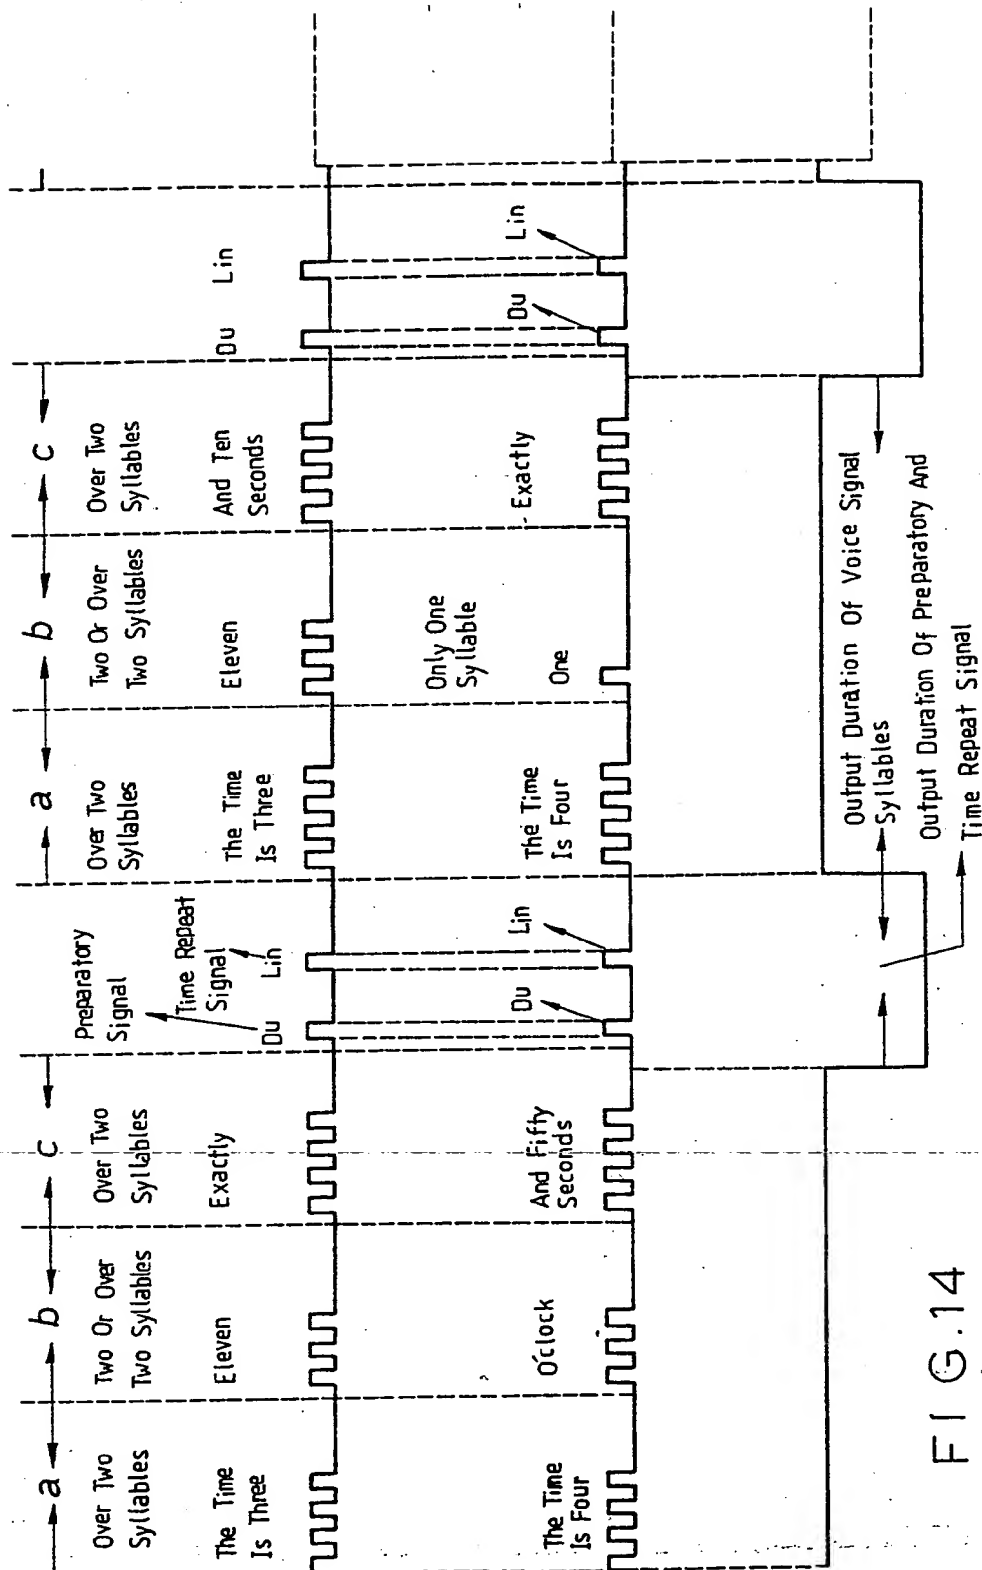 a
b
c
a
b
c
Over Two
Syllables
Two Or Over
Two Syllables
Over Two
Syllables
Preparatory
Signal
Time Repeat
Signal
Over Two
Syllables
Two Or Over
Two Syllables
Over Two
Syllables
The Time
Is Three
Eleven
Exactly
Du
Lin
The Time
Is Three
Eleven
And Ten
Seconds
Du
Lin
Only One
Syllable
The Time
Is Four
O'clock
And Fifty
Seconds
Du
Lin
The Time
Is Four
One
Exactly
Du
Lin
Output Duration Of Voice Signal
Syllables
Output Duration Of Preparatory And
Time Repeat Signal
FIG.14